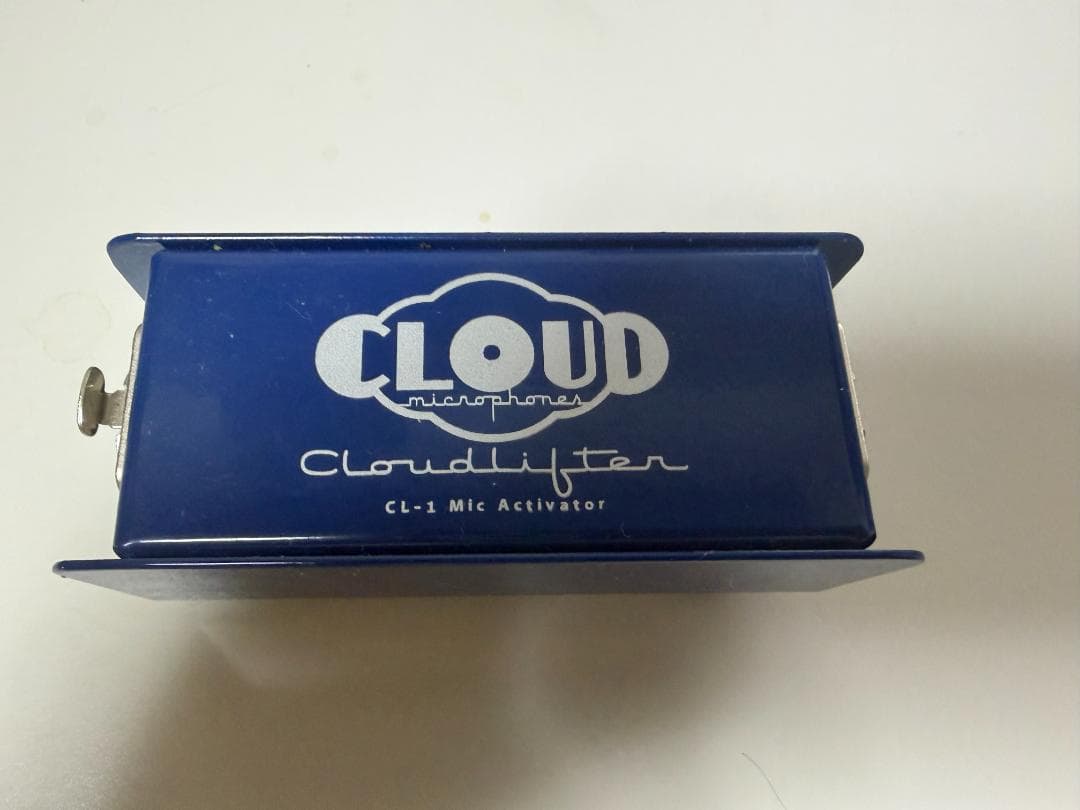 CLOUD
microphones
Cloudlifter
CL-1 Mic Activator